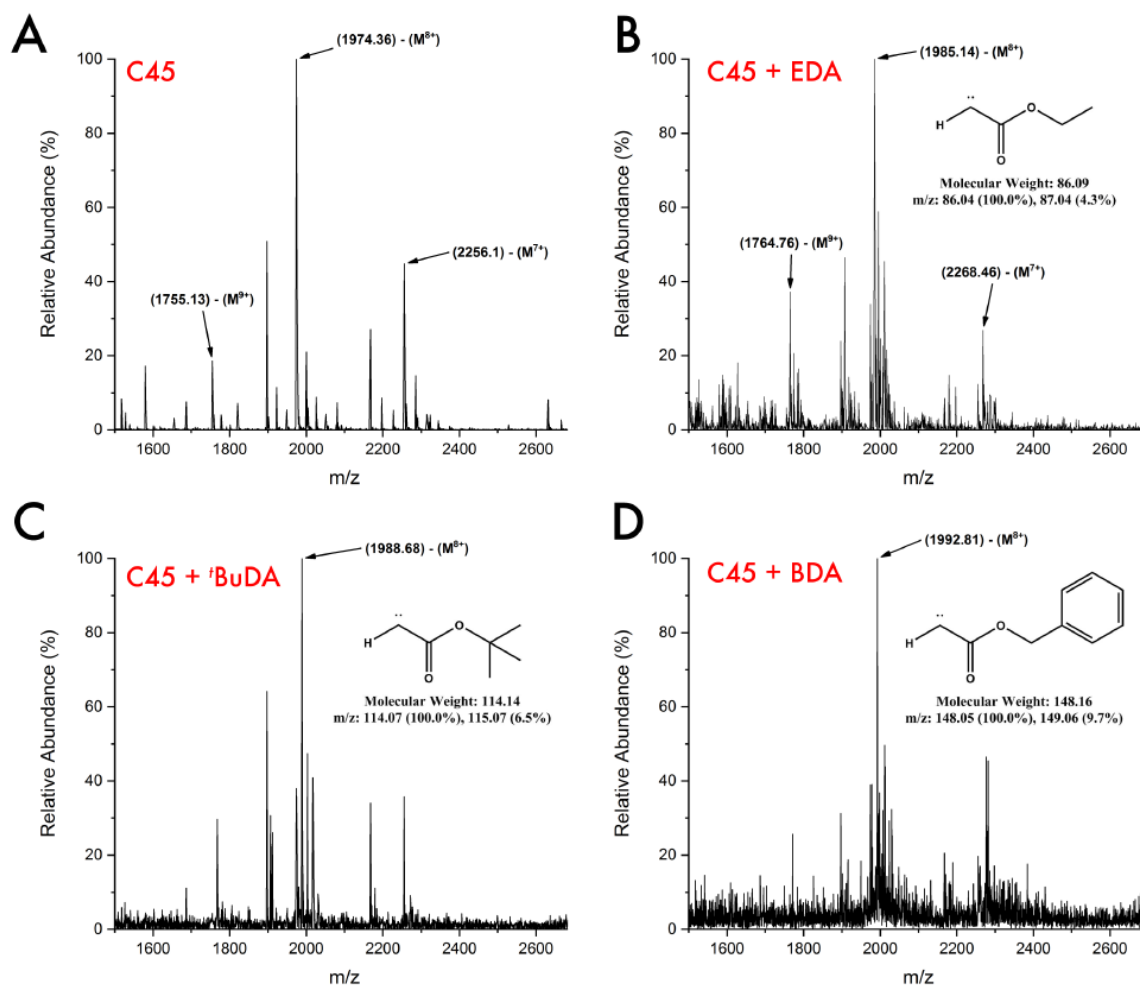 A
C45
(1974.36) - (M⁸⁺)
(1755.13) - (M⁹⁺)
(2256.1) - (M⁷⁺)
Relative Abundance (%)
100
80
60
40
20
0
1600 1800 2000 2200 2400 2600
m/z
B
C45 + EDA
(1985.14) - (M⁸⁺)
(1764.76) - (M⁹⁺)
(2268.46) - (M⁷⁺)
H
O
O
Molecular Weight: 86.09
m/z: 86.04 (100.0%), 87.04 (4.3%)
Relative Abundance (%)
100
80
60
40
20
0
1600 1800 2000 2200 2400 2600
m/z
C
C45 + ᵗBuDA
(1988.68) - (M⁸⁺)
H
O
O
Molecular Weight: 114.14
m/z: 114.07 (100.0%), 115.07 (6.5%)
Relative Abundance (%)
100
80
60
40
20
0
1600 1800 2000 2200 2400 2600
m/z
D
C45 + BDA
(1992.81) - (M⁸⁺)
H
O
O
Molecular Weight: 148.16
m/z: 148.05 (100.0%), 149.06 (9.7%)
Relative Abundance (%)
100
80
60
40
20
0
1600 1800 2000 2200 2400 2600
m/z